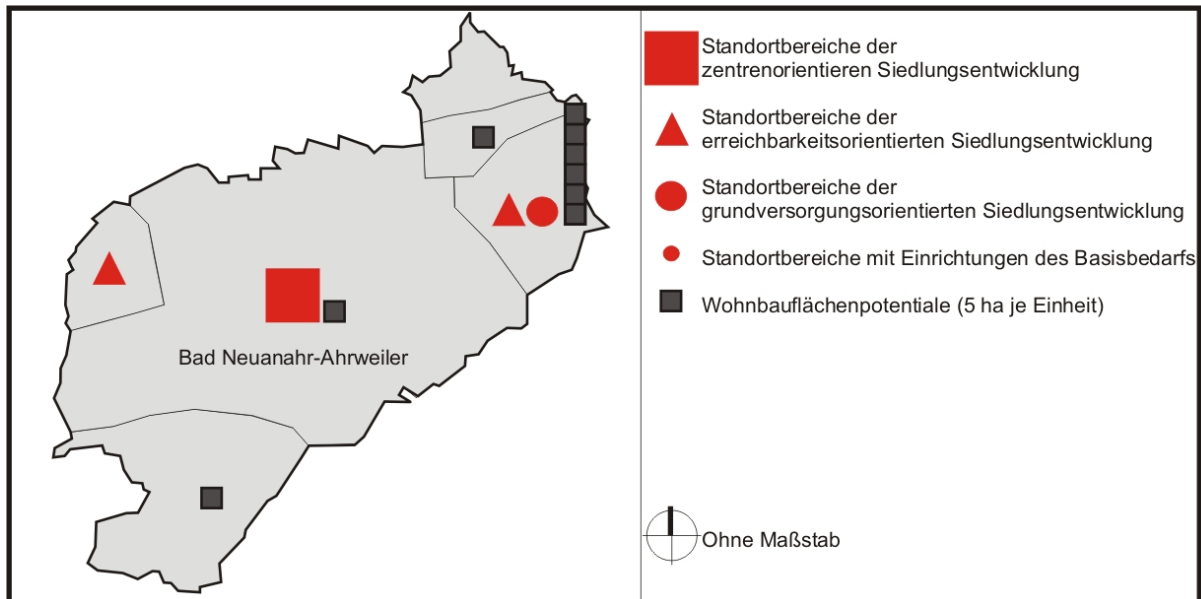 Standortbereiche der
zentrenorientieren Siedlungsentwicklung
Standortbereiche der
erreichbarkeitsorientierten Siedlungsentwicklung
Standortbereiche der
grundversorgungsorientierten Siedlungsentwicklung
Standortbereiche mit Einrichtungen des Basisbedarfs
Wohnbauflächenpotentiale (5 ha je Einheit)
Bad Neuanahr-Ahrweiler
Ohne Maßstab